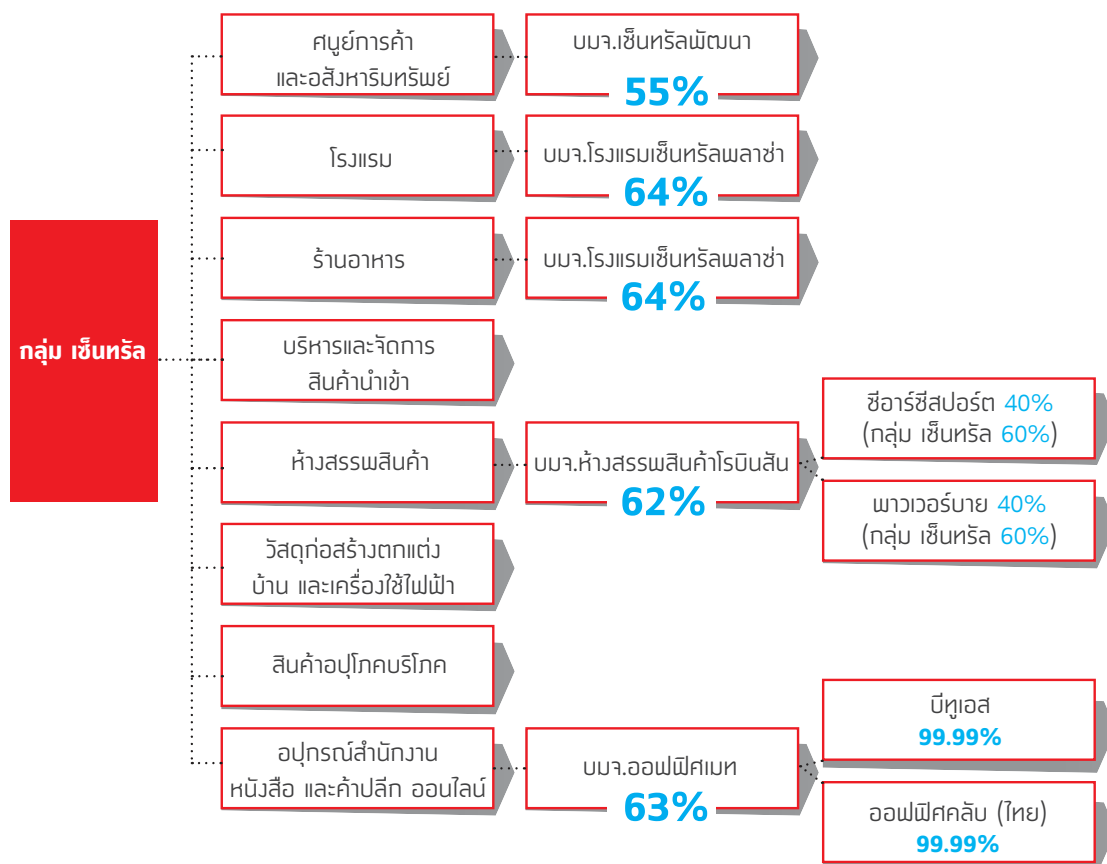 กลุ่ม เซ็นทรัล
ศนูย์การค้า
และอสังหาริมทรัพย์
บมจ.เซ็นทรัลพัฒนา
55%
โรงแรม
บมจ.โรงแรมเซ็นทรัลพลาซ่า
64%
ร้านอาหาร
บมจ.โรงแรมเซ็นทรัลพลาซ่า
64%
บริหารและจัดการ
สินค้านำเข้า
ห้างสรรพสินค้า
บมจ.ห้างสรรพสินค้าโรบินสัน
62%
ซีอาร์ซีสปอร์ต 40%
(กลุ่ม เซ็นทรัล 60%)
พาวเวอร์บาย 40%
(กลุ่ม เซ็นทรัล 60%)
วัสดุก่อสร้างตกแต่ง
บ้าน และเครื่องใช้ไฟฟ้า
สินค้าอปุโภคบริโภค
อปุกรณ์สำนักงาน
หนังสือ และค้าปลีก ออนไลน์
บมจ.ออฟฟิศเมท
63%
บีทูเอส
99.99%
ออฟฟิศคลับ (ไทย)
99.99%